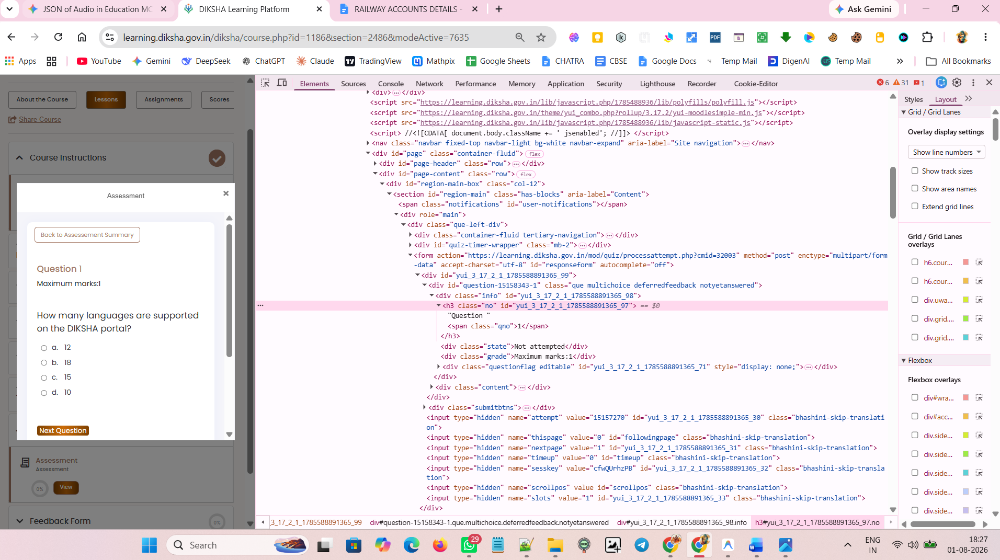 JSON of Audio in Education MC
DIKSHA Learning Platform
RAILWAY ACCOUNTS DETAILS -
Ask Gemini
learning.diksha.gov.in/diksha/course.php?id=1186&section=2486&modeActive=7635
Apps
YouTube
Gemini
DeepSeek
ChatGPT
Claude
TradingView
Mathpix
Google Sheets
CHATRA
CBSE
Google Docs
Temp Mail
DigenAI
Temp Mail
All Bookmarks
About the Course
Lessons
Assignments
Scores
Share Course
Course Instructions
Assessment
Back to Assessement Summary
Question 1
Maximum marks:1
How many languages are supported
on the DIKSHA portal?
a. 12
b. 18
c. 15
d. 10
Next Question
Assessment
Assessment
0%
View
Feedback Form
0%
Elements
Sources
Console
Network
Performance
Memory
Application
Security
Lighthouse
Recorder
Cookie-Editor
6
31
1
<div> … </div>
<script src="https://learning.diksha.gov.in/lib/javascript.php/1785488936/lib/polyfills/polyfill.js"></script>
<script src="https://learning.diksha.gov.in/theme/yui_combo.php?rollup/3.17.2/yui-moodlesimple-min.js"></script>
<script src="https://learning.diksha.gov.in/lib/javascript.php/1785488936/lib/javascript-static.js"></script>
<script> //<![CDATA[ document.body.className += ' jsenabled'; //]]> </script>
<nav class="navbar fixed-top navbar-light bg-white navbar-expand" aria-label="Site navigation"> … </nav>
<div id="page" class="container-fluid> flex
<div id="page-header" class="row"> … </div>
<div id="page-content" class="row"> flex
<div id="region-main-box" class="col-12">
<section id="region-main" class="has-blocks" aria-label="Content">
<span class="notifications" id="user-notifications"></span>
<div role="main">
<div class="que-left-div">
<div class="container-fluid tertiary-navigation"> … </div>
<div id="quiz-timer-wrapper" class="mb-2"> … </div>
<form action="https://learning.diksha.gov.in/mod/quiz/processattempt.php?cmid=32003" method="post" enctype="multipart/form
-data" accept-charset="utf-8" id="responseform" autocomplete="off">
<div id="yui_3_17_2_1_1785588891365_99">
<div id="question-15158343-1" class="que multichoice deferredfeedback notyetanswered">
<div class="info" id="yui_3_17_2_1_1785588891365_98">
<h3 class="no" id="yui_3_17_2_1_1785588891365_97"> == $0
"Question "
<span class="qno">1</span>
</h3>
<div class="state">Not attempted</div>
<div class="grade">Maximum marks:1</div>
<div class="questionflag editable" id="yui_3_17_2_1_1785588891365_71" style="display: none;"> … </div>
</div>
<div class="content"> … </div>
</div>
<div class="submitbtns"> … </div>
<input type="hidden" name="attempt" value="15157270" id="yui_3_17_2_1_1785588891365_30" class="bhashini-skip-translati
on">
<input type="hidden" name="thispage" value="0" id="followingpage" class="bhashini-skip-translation">
<input type="hidden" name="nextpage" value="1" id="yui_3_17_2_1_1785588891365_31" class="bhashini-skip-translation">
<input type="hidden" name="timeup" value="0" id="timeup" class="bhashini-skip-translation">
<input type="hidden" name="sesskey" value="cfwQUrhzPB" id="yui_3_17_2_1_1785588891365_32" class="bhashini-skip-transla
tion">
<input type="hidden" name="scrollpos" value id="scrollpos" class="bhashini-skip-translation">
<input type="hidden" name="slots" value="1" id="yui_3_17_2_1_1785588891365_33" class="bhashini-skip-translation">
</div>
_3_17_2_1_1785588891365_99
div#question-15158343-1.que.multichoice.deferredfeedback.notyetanswered
div#yui_3_17_2_1_1785588891365_98.info
h3#yui_3_17_2_1_1785588891365_97.no
Styles
Layout
Grid / Grid Lanes
Overlay display settings
Show line numbers
Show track sizes
Show area names
Extend grid lines
Grid / Grid Lanes
overlays
h6.cour...
h6.cour...
div.uwa...
div.grid....
div.grid....
Flexbox
Flexbox overlays
div#wra...
div#acc...
div.side...
div.side...
div.side...
div.side...
div.side...
Search
29
ENG
IN
18:27
01-08-2026